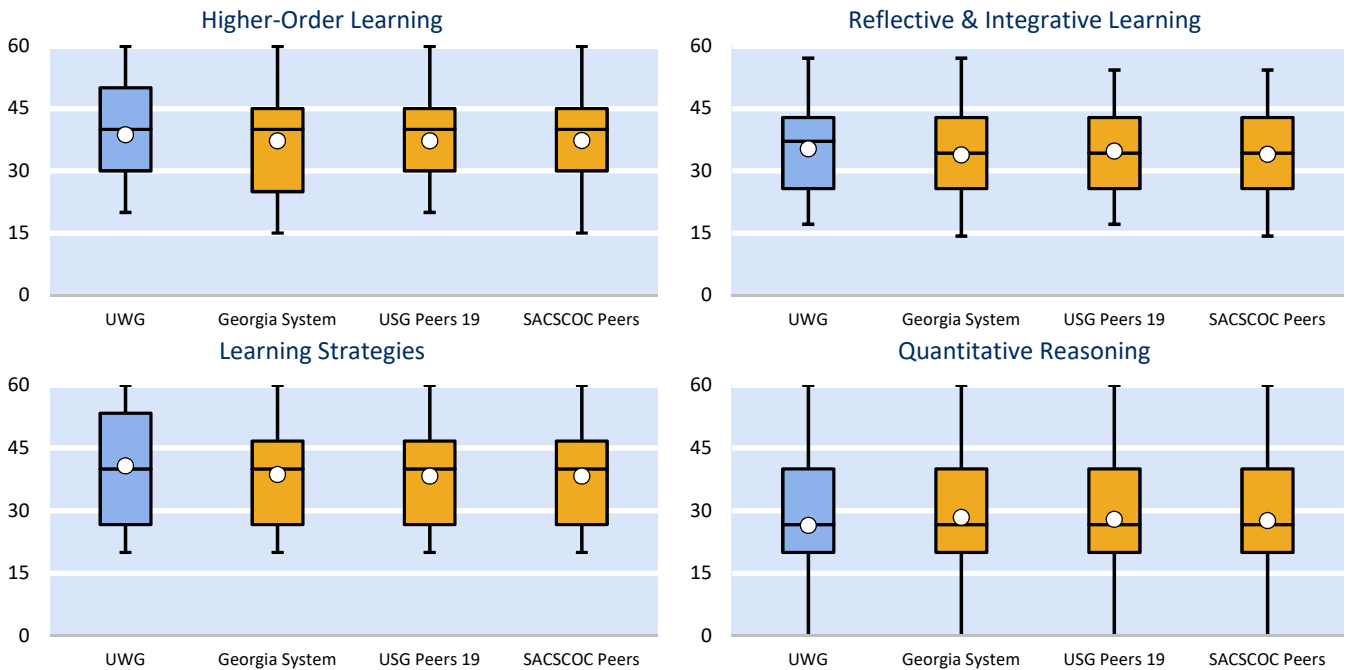 Higher-Order Learning
60
45
30
15
0
UWG Georgia System USG Peers 19 SACSCOC Peers
Reflective & Integrative Learning
60
45
30
15
0
UWG Georgia System USG Peers 19 SACSCOC Peers
Learning Strategies
60
45
30
15
0
UWG Georgia System USG Peers 19 SACSCOC Peers
Quantitative Reasoning
60
45
30
15
0
UWG Georgia System USG Peers 19 SACSCOC Peers